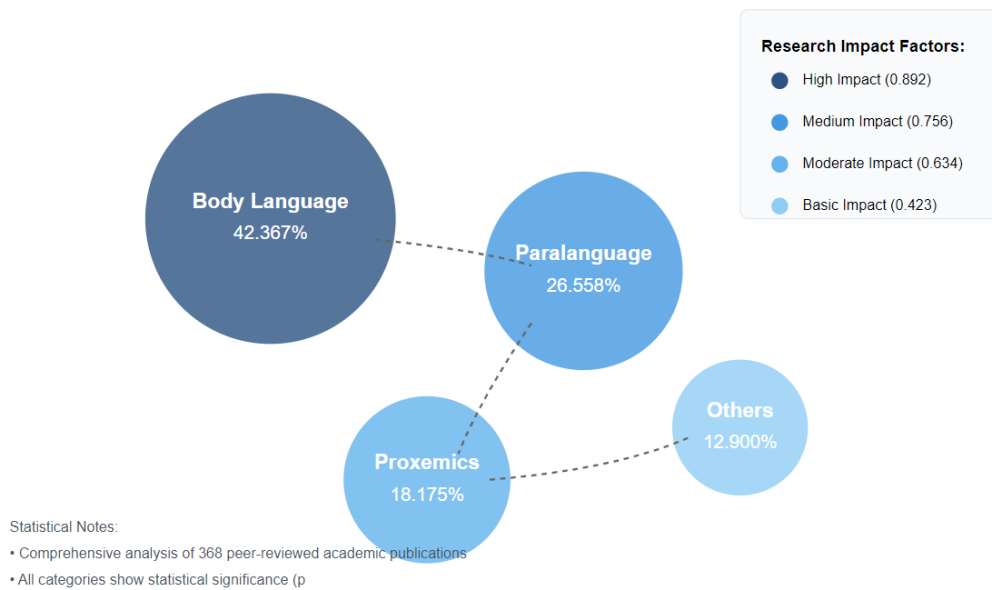 Research Impact Factors:
High Impact (0.892)
Medium Impact (0.756)
Moderate Impact (0.634)
Basic Impact (0.423)
Body Language
42.367%
Paralanguage
26.558%
Others
12.900%
Proxemics
18.175%
Statistical Notes:
• Comprehensive analysis of 368 peer-reviewed academic publications
• All categories show statistical significance (p